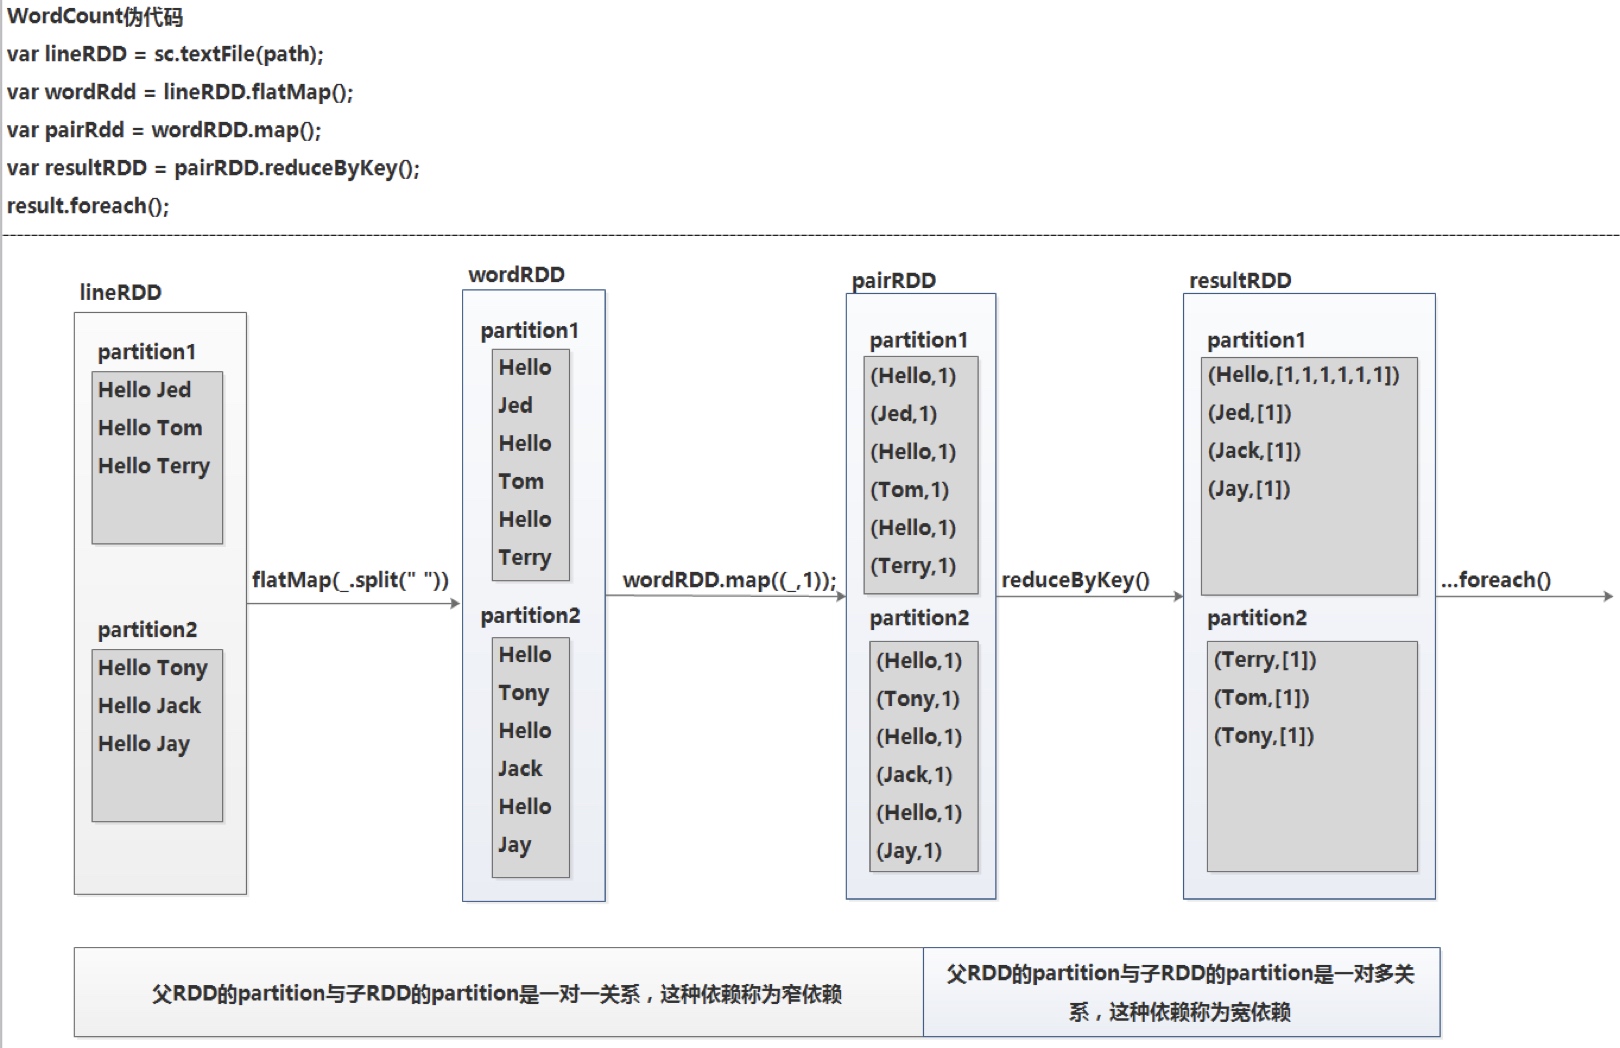 WordCount伪代码
var lineRDD = sc.textFile(path);
var wordRdd = lineRDD.flatMap();
var pairRdd = wordRDD.map();
var resultRDD = pairRDD.reduceByKey();
result.foreach();
lineRDD
partition1
Hello Jed
Hello Tom
Hello Terry
partition2
Hello Tony
Hello Jack
Hello Jay
flatMap(_.split(" "))
wordRDD
partition1
Hello
Jed
Hello
Tom
Hello
Terry
partition2
Hello
Tony
Hello
Jack
Hello
Jay
wordRDD.map((_,1));
pairRDD
partition1
(Hello,1)
(Jed,1)
(Hello,1)
(Tom,1)
(Hello,1)
(Terry,1)
partition2
(Hello,1)
(Tony,1)
(Hello,1)
(Jack,1)
(Hello,1)
(Jay,1)
reduceByKey()
resultRDD
partition1
(Hello,[1,1,1,1,1,1])
(Jed,[1])
(Jack,[1])
(Jay,[1])
partition2
(Terry,[1])
(Tom,[1])
(Tony,[1])
...foreach()
父RDD的partition与子RDD的partition是一对一关系，这种依赖称为窄依赖
父RDD的partition与子RDD的partition是一对多关
系，这种依赖称为宽依赖